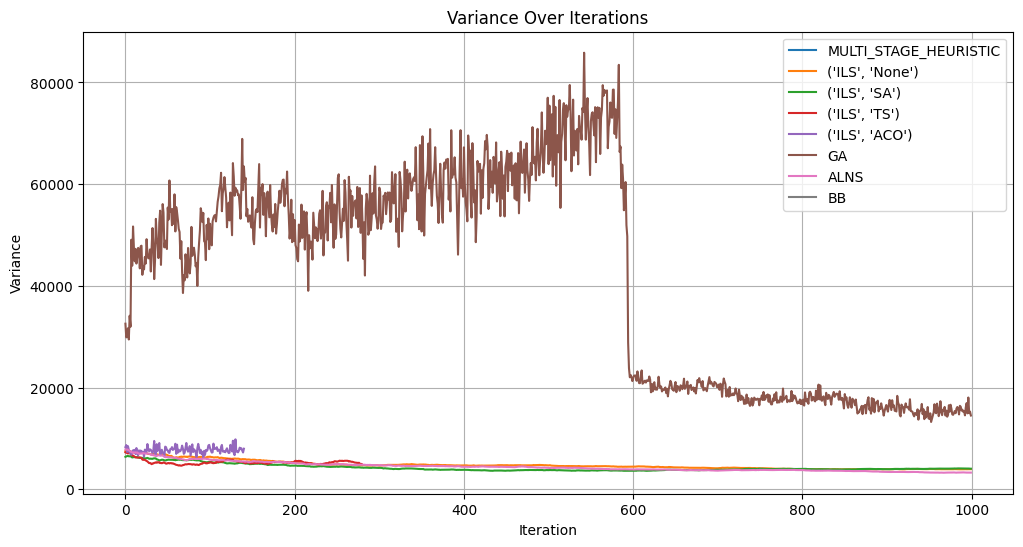 Variance Over Iterations
Variance
80000
60000
40000
20000
0
0 200 400 600 800 1000
Iteration
MULTI_STAGE_HEURISTIC
('ILS', 'None')
('ILS', 'SA')
('ILS', 'TS')
('ILS', 'ACO')
GA
ALNS
BB